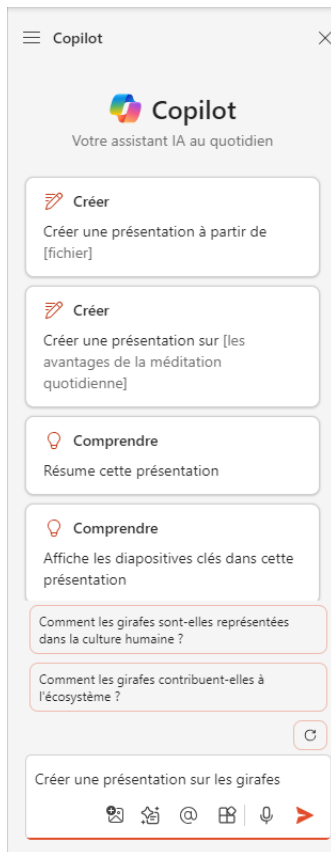 Copilot
Copilot
Votre assistant IA au quotidien
Créer
Créer une présentation à partir de
[fichier]
Créer
Créer une présentation sur [les
avantages de la méditation
quotidienne]
Comprendre
Résume cette présentation
Comprendre
Affiche les diapositives clés dans cette
présentation
Comment les girafes sont-elles représentées
dans la culture humaine ?
Comment les girafes contribuent-elles à
l'écosystème ?
Créer une présentation sur les girafes